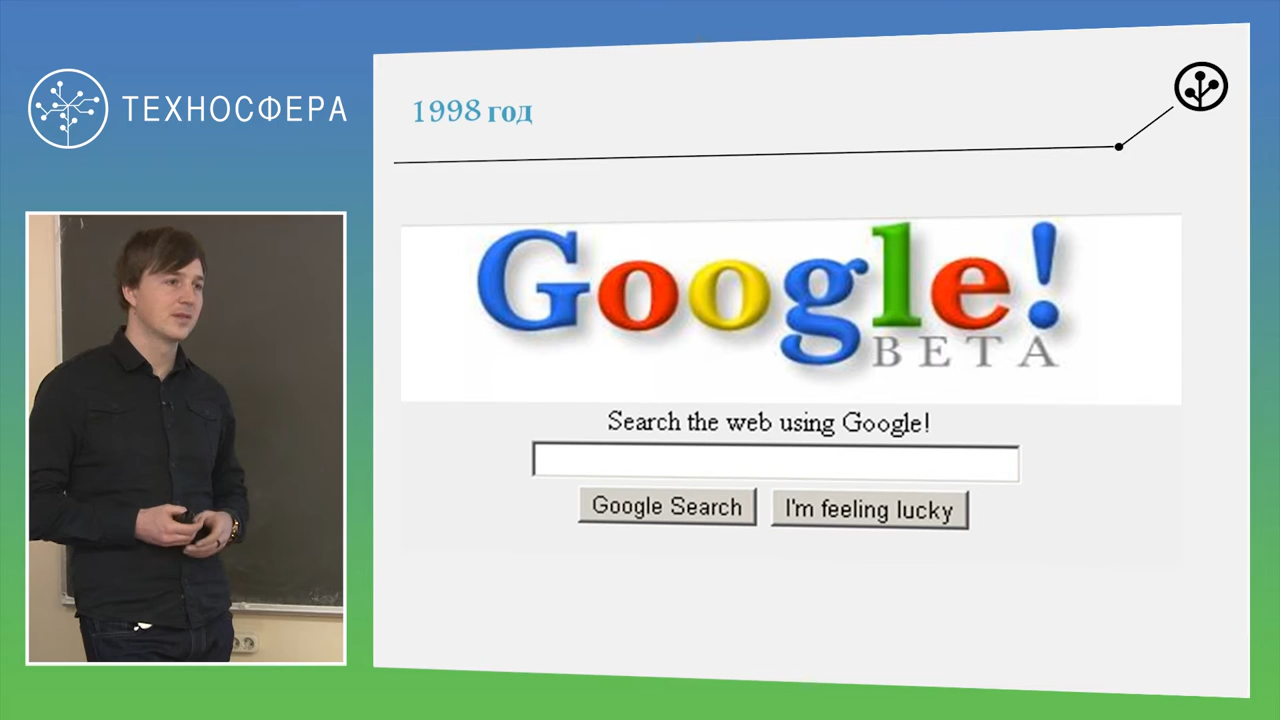 ТЕХНОСФЕРА
1998 год
Google!
BETA
Search the web using Google!
Google Search
I'm feeling lucky